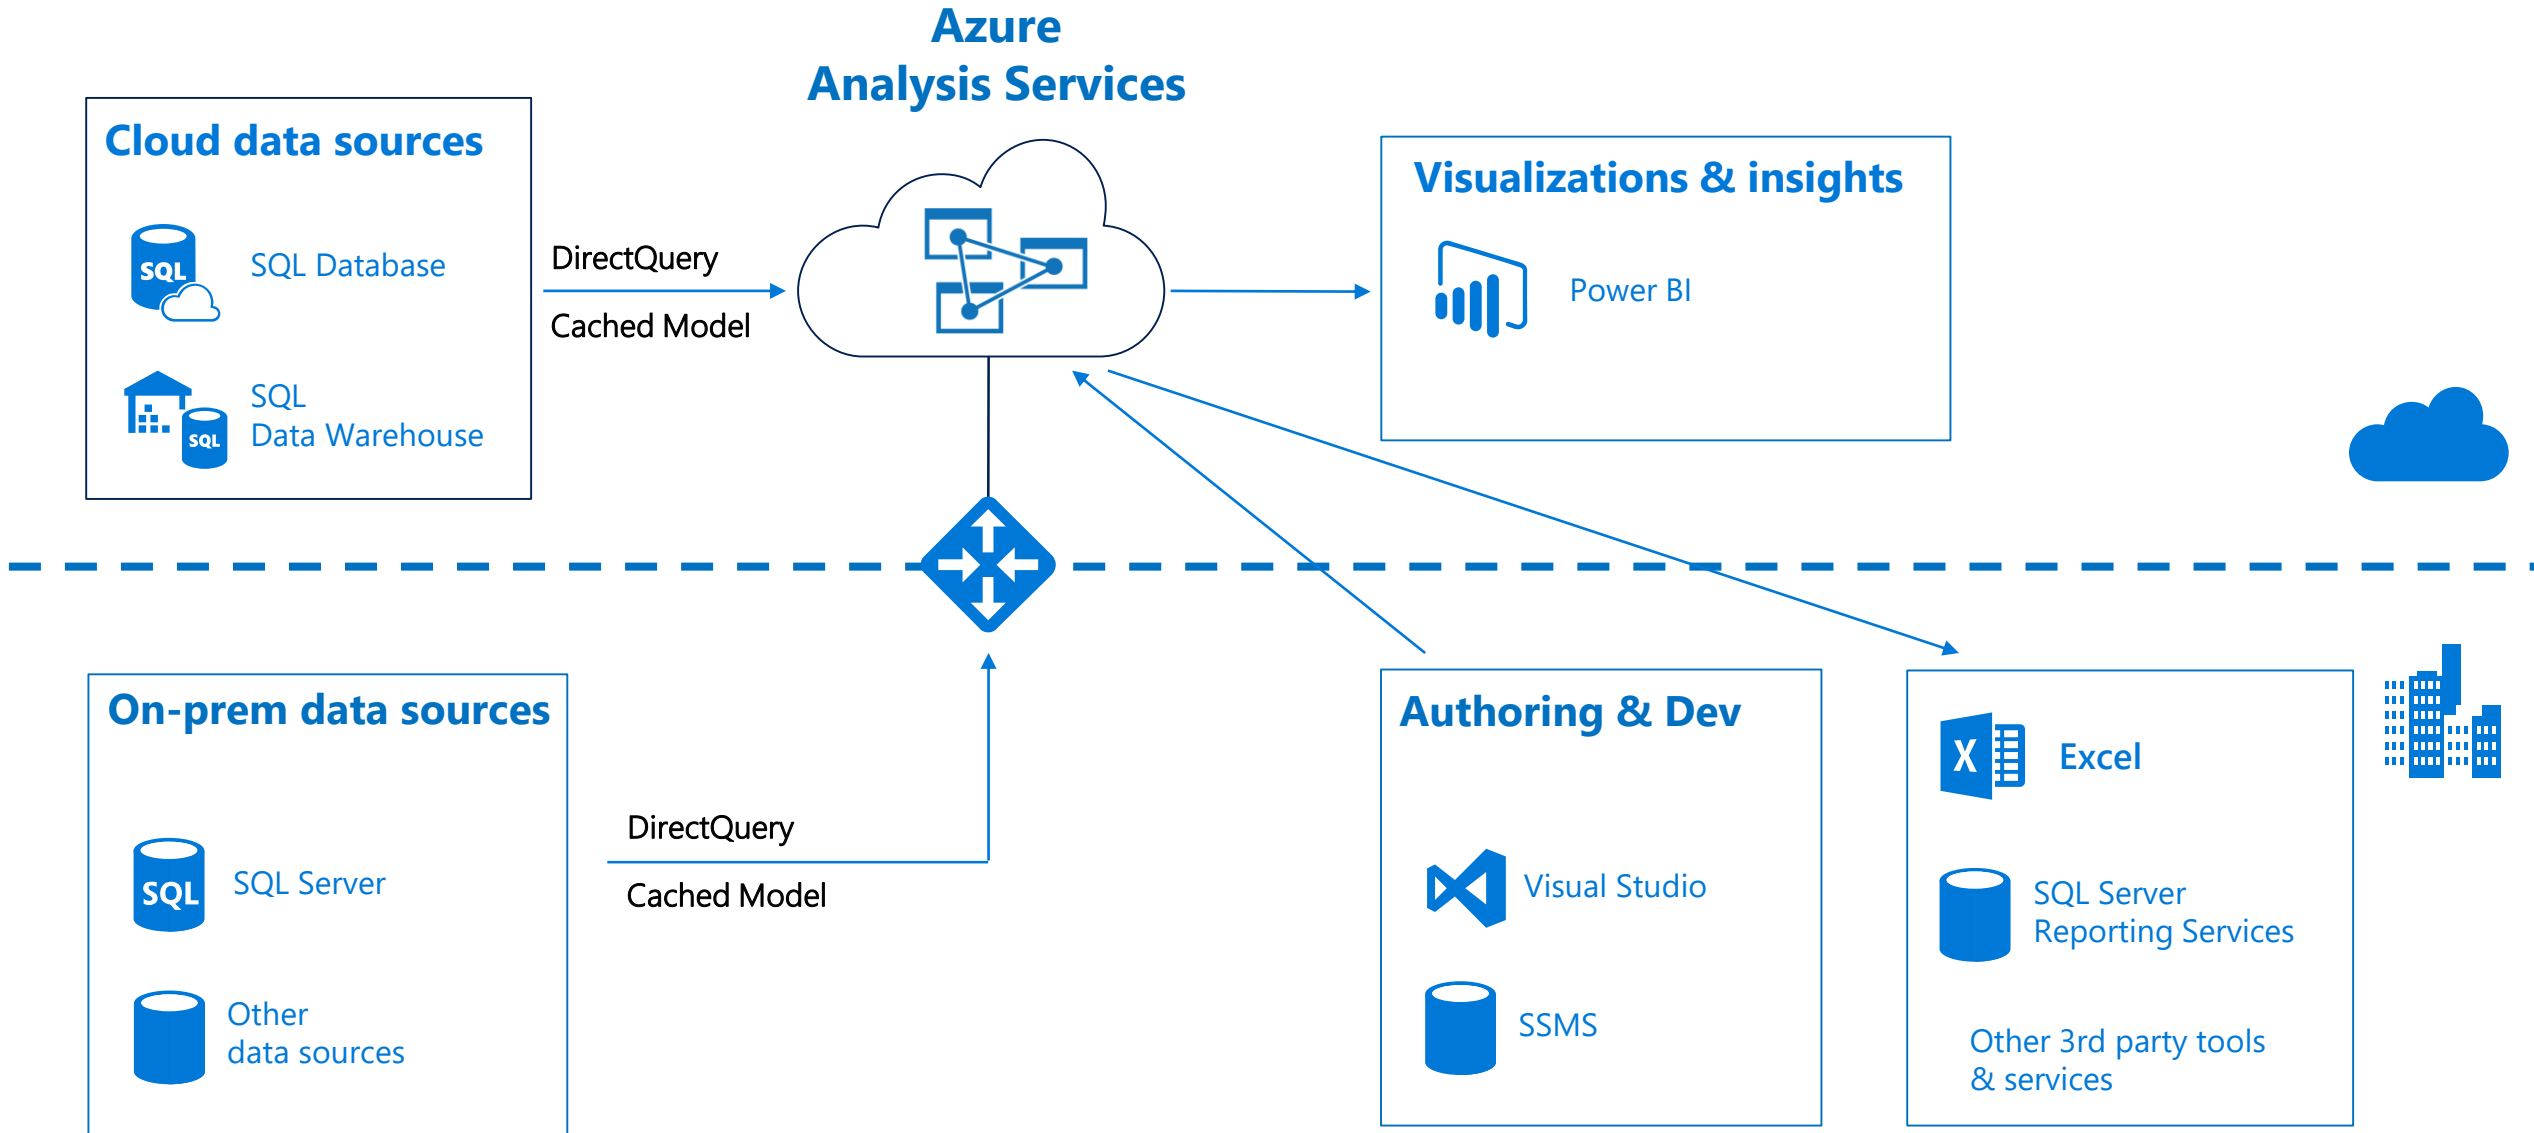 Azure
Analysis Services
Cloud data sources
SQL
SQL Database
SQL
SQL
Data Warehouse
DirectQuery
Cached Model
Visualizations & insights
Power BI
On-prem data sources
SQL
SQL Server
Other
data sources
DirectQuery
Cached Model
Authoring & Dev
Visual Studio
SSMS
X
Excel
SQL Server
Reporting Services
Other 3rd party tools
& services